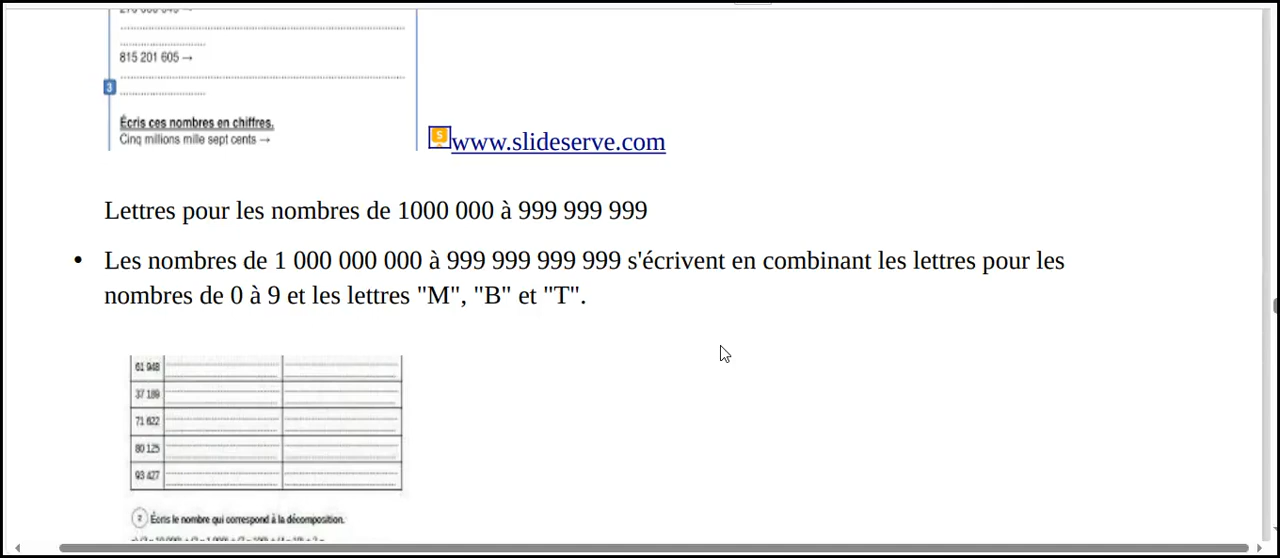 815 201 605 →
3
Écris ces nombres en chiffres.
Cinq millions mille sept cents →
S www.slideserve.com
Lettres pour les nombres de 1000 000 à 999 999 999
• Les nombres de 1 000 000 000 à 999 999 999 999 s'écrivent en combinant les lettres pour les
nombres de 0 à 9 et les lettres "M", "B" et "T".
61 948
37 189
71 622
80 125
93 427
2 Écris le nombre qui correspond à la décomposition.